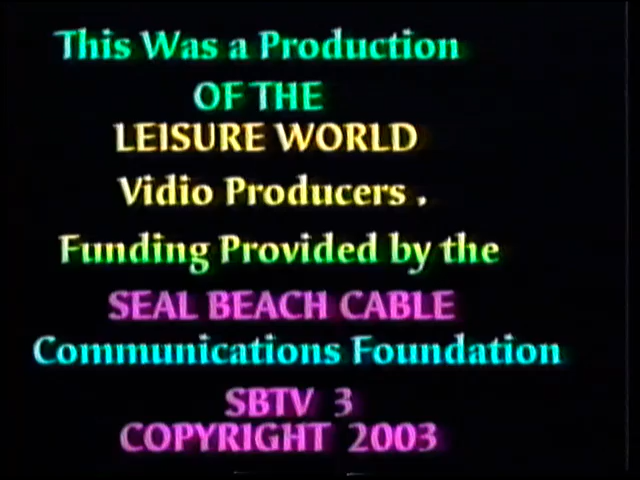 This Was a Production
OF THE
LEISURE WORLD
Vidio Producers .
Funding Provided by the
SEAL BEACH CABLE
Communications Foundation
SBTV 3
COPYRIGHT 2003